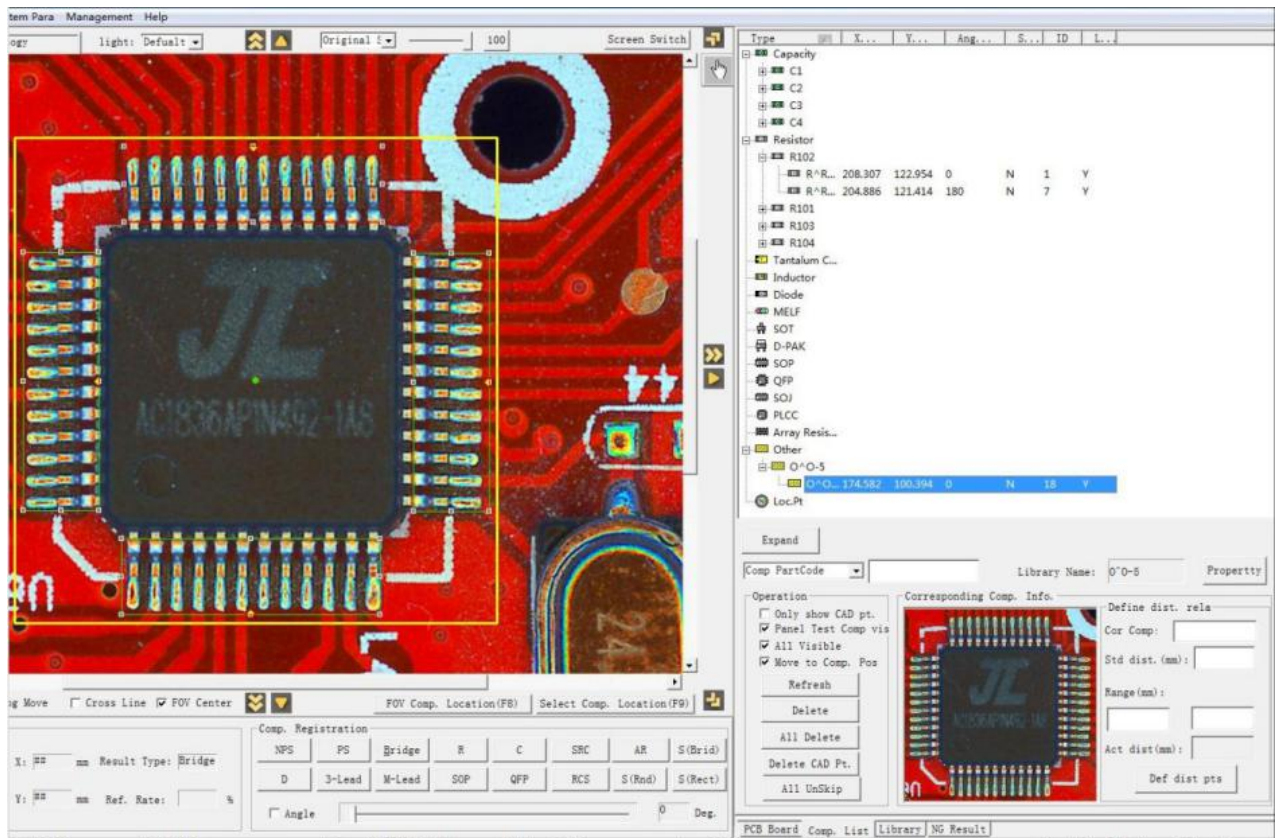 tem Para Management Help
ogy light: Defualt Original 100 Screen Switch
Type X... Y... Ang... S... ID L...
Capacity
C1
C2
C3
C4
Resistor
R102
R^R... 208.307 122.954 0 N 1 Y
R^R... 204.886 121.414 180 N 7 Y
R101
R103
R104
Tantalum C...
Inductor
Diode
MELF
SOT
D-PAK
SOP
QFP
SOJ
PLCC
Array Resis...
Other
O^O-5
O^O... 174.582 100.394 0 N 18 Y
Loc.Pt
JL
AC1836AP1N492-1A8
44
24
Expand
Comp PartCode Library Name: O^O-5 Propertty
Operation
Only show CAD pt.
Panel Test Comp vis
All Visible
Move to Comp. Pos
Refresh
Delete
All Delete
Delete CAD Pt.
All UnSkip
Corresponding Comp. Info.
JL
AC1836AP1N492-1A8
Define dist. rela
Cor Comp:
Std dist.(mm):
Range(mm):
Act dist(mm):
Def dist pts
ng Move Cross Line FOV Center FOV Comp. Location(F8) Select Comp. Location(F9)
X: ## mm Result Type: Bridge
Y: ## mm Ref. Rate: %
Comp. Registration
NPS PS Bridge R C SRC AR S(Brid)
D 3-Lead M-Lead SOP QFP RCS S(Rnd) S(Rect)
Angle 0 Deg.
PCB Board Comp. List Library NG Result